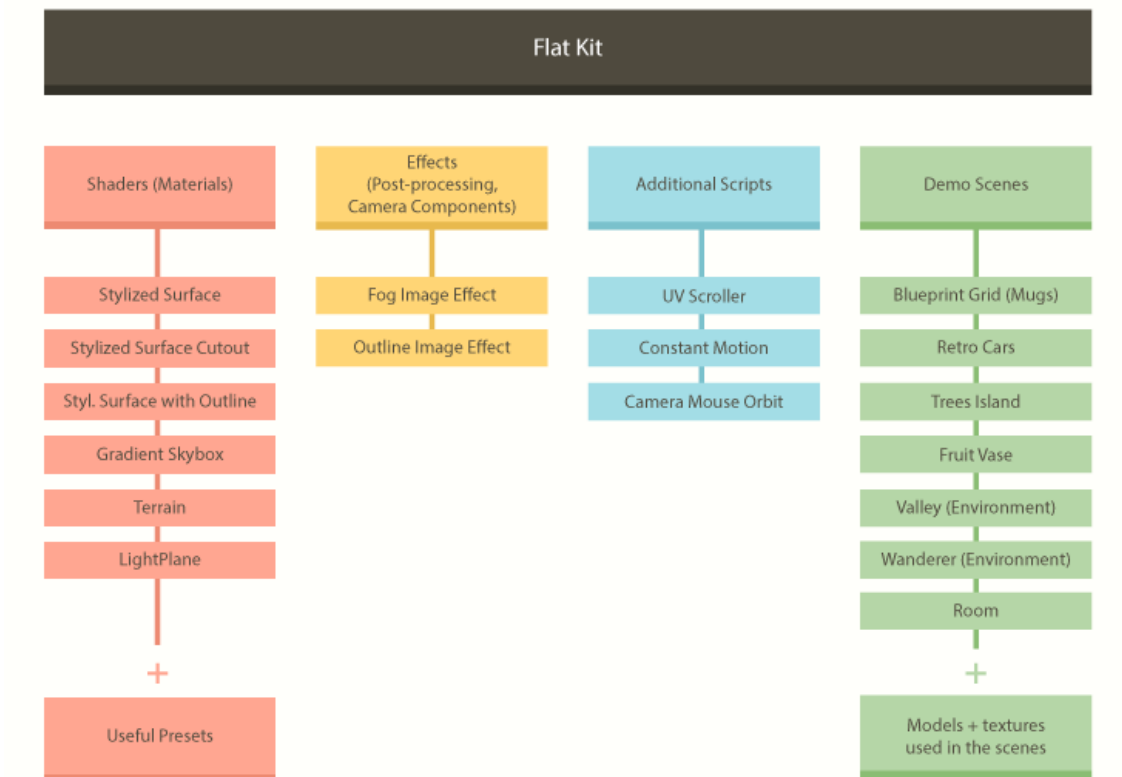 Flat Kit
Shaders (Materials)
Stylized Surface
Stylized Surface Cutout
Styl. Surface with Outline
Gradient Skybox
Terrain
LightPlane
+
Useful Presets
Effects
(Post-processing,
Camera Components)
Fog Image Effect
Outline Image Effect
Additional Scripts
UV Scroller
Constant Motion
Camera Mouse Orbit
Demo Scenes
Blueprint Grid (Mugs)
Retro Cars
Trees Island
Fruit Vase
Valley (Environment)
Wanderer (Environment)
Room
+
Models + textures
used in the scenes